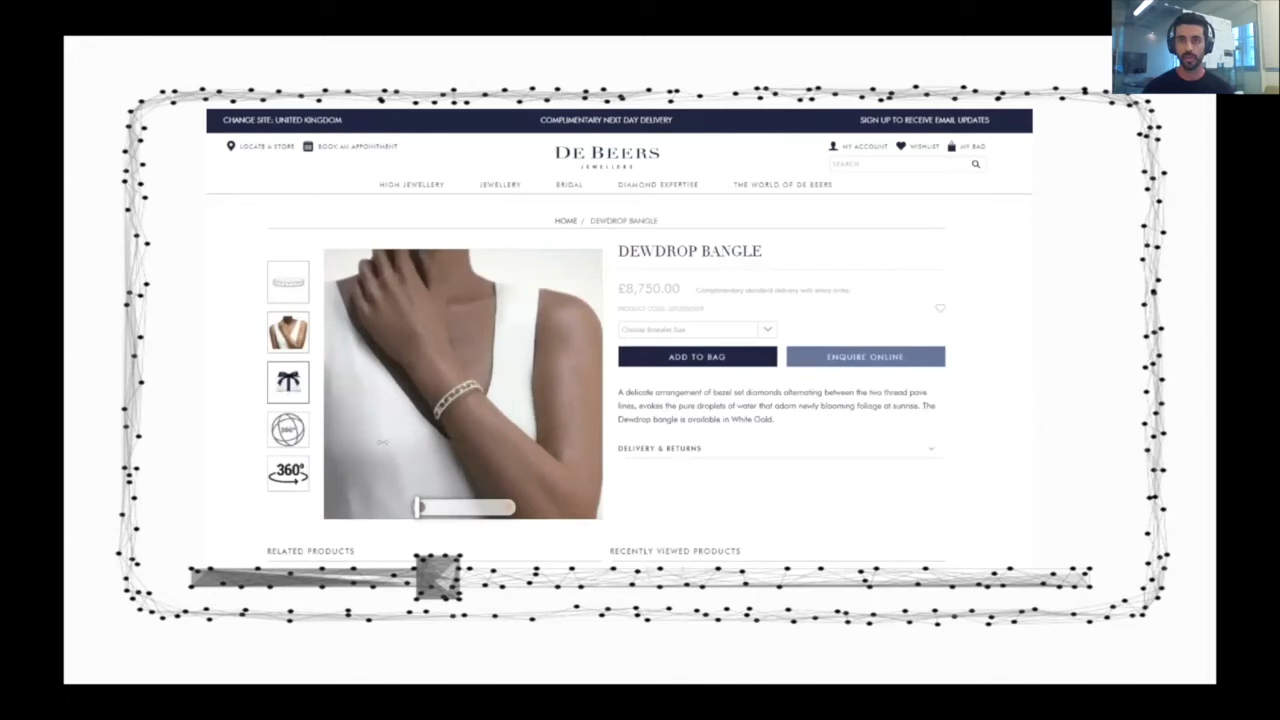 CHANGE SITE: UNITED KINGDOM
COMPLIMENTARY NEXT DAY DELIVERY
SIGN UP TO RECEIVE EMAIL UPDATES
LOCATE A STORE
BOOK AN APPOINTMENT
DE BEERS
JEWELLERS
MY ACCOUNT
WISHLIST
MY BAG
SEARCH
HIGH JEWELLERY
JEWELLERY
BRIDAL
DIAMOND EXPERTISE
THE WORLD OF DE BEERS
HOME / DEWDROP BANGLE
DEWDROP BANGLE
£8,750.00
Complimentary standard delivery with every order.
PRODUCT CODE:
Choose Bracelet Size
ADD TO BAG
ENQUIRE ONLINE
A delicate arrangement of bezel set diamonds alternating between the two thread pave
lines, evokes the pure droplets of water that adorn newly blooming foliage at sunrise. The
Dewdrop bangle is available in White Gold.
DELIVERY & RETURNS
360°
360°
RELATED PRODUCTS
RECENTLY VIEWED PRODUCTS